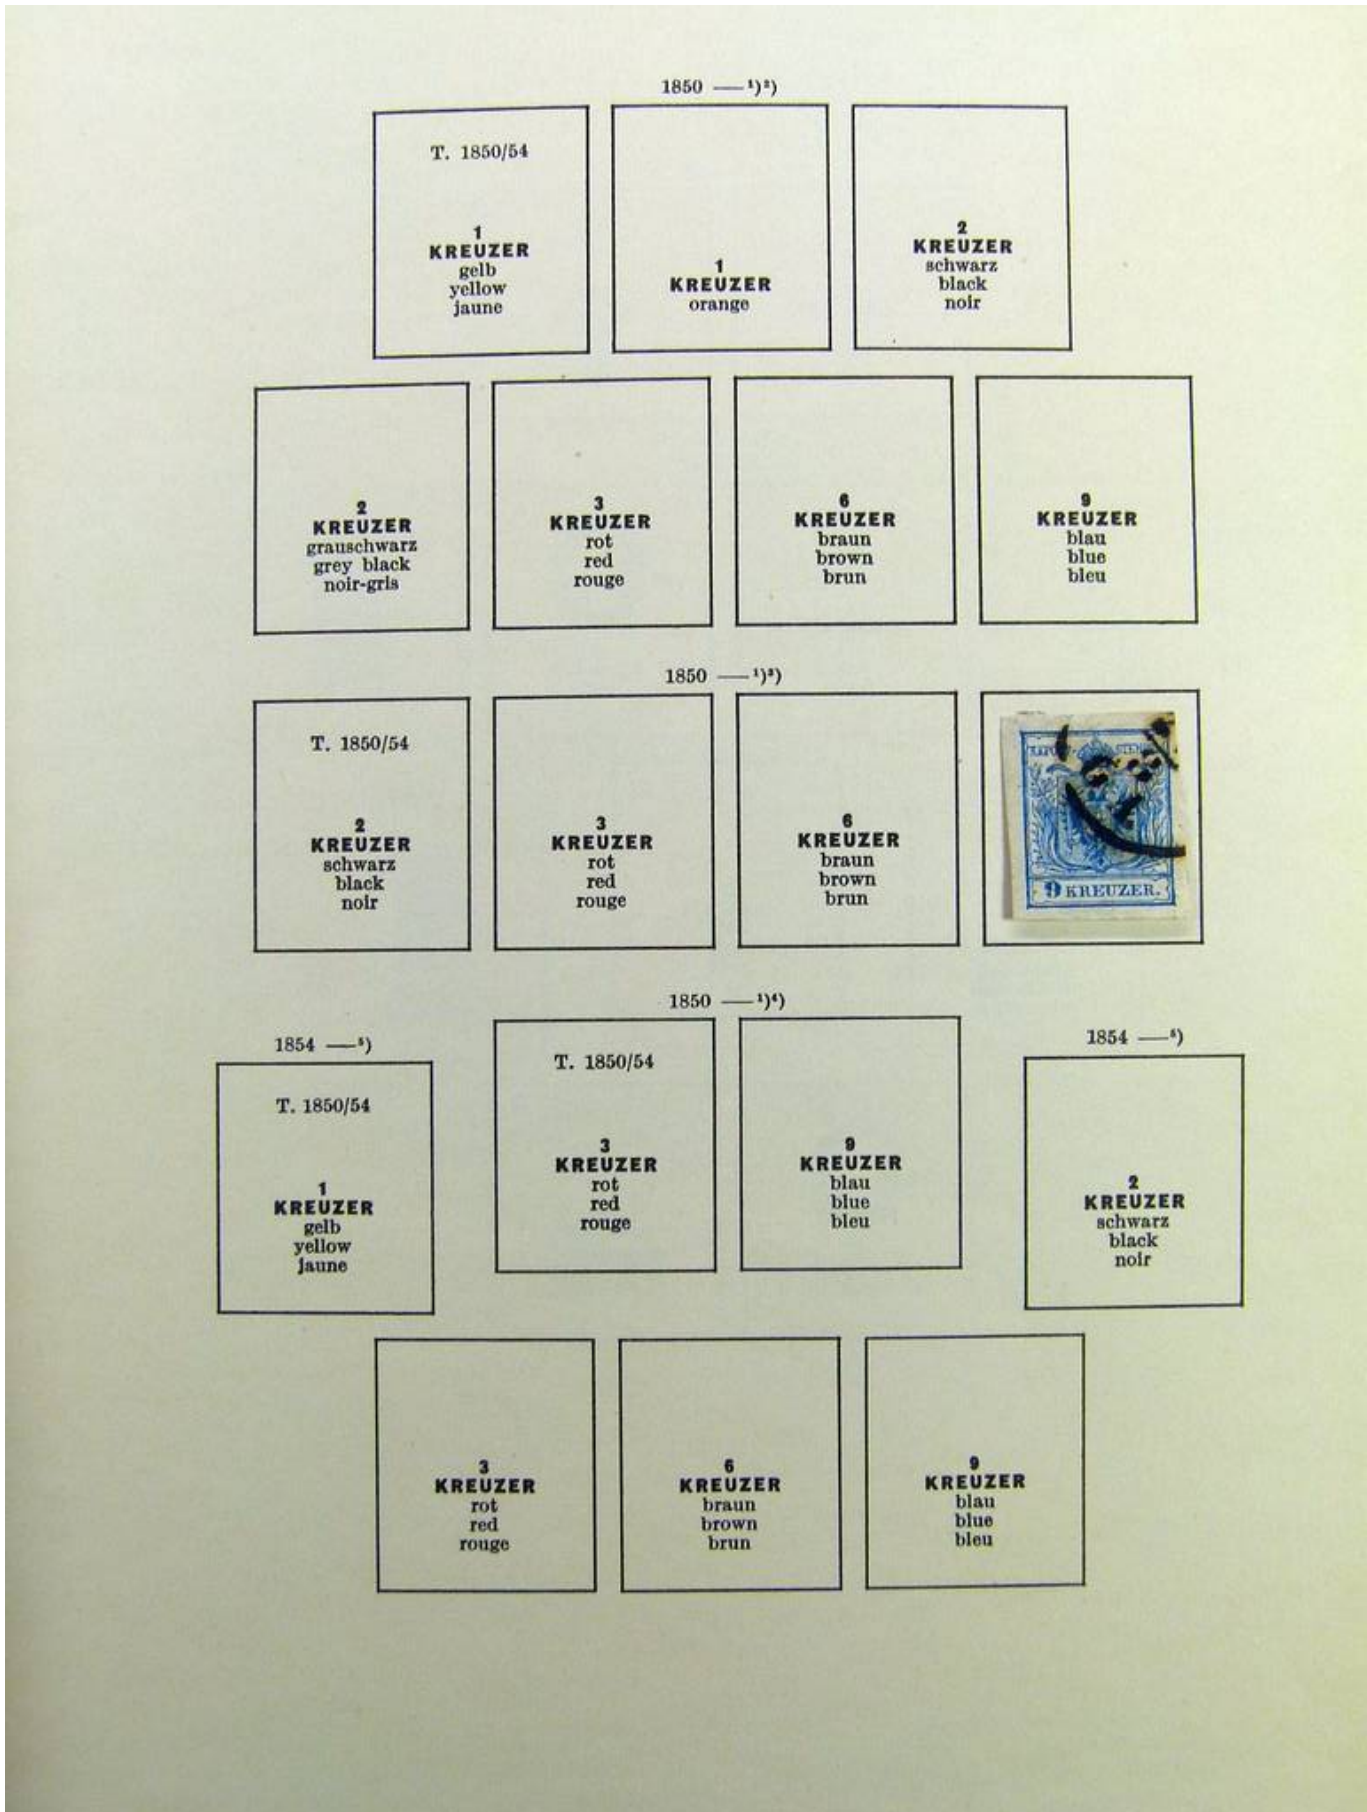 1850 —— ¹)²)
T. 1850/54
1
KREUZER
gelb
yellow
jaune
1
KREUZER
orange
2
KREUZER
schwarz
black
noir
2
KREUZER
grauschwarz
grey black
noir-gris
3
KREUZER
rot
red
rouge
6
KREUZER
braun
brown
brun
9
KREUZER
blau
blue
bleu
1850 —— ¹)³)
T. 1850/54
2
KREUZER
schwarz
black
noir
3
KREUZER
rot
red
rouge
6
KREUZER
braun
brown
brun
9 KREUZER.
1850 —— ¹)⁴)
1854 ——⁵)
T. 1850/54
1
KREUZER
gelb
yellow
jaune
T. 1850/54
3
KREUZER
rot
red
rouge
9
KREUZER
blau
blue
bleu
1854 ——⁵)
2
KREUZER
schwarz
black
noir
3
KREUZER
rot
red
rouge
6
KREUZER
braun
brown
brun
9
KREUZER
blau
blue
bleu